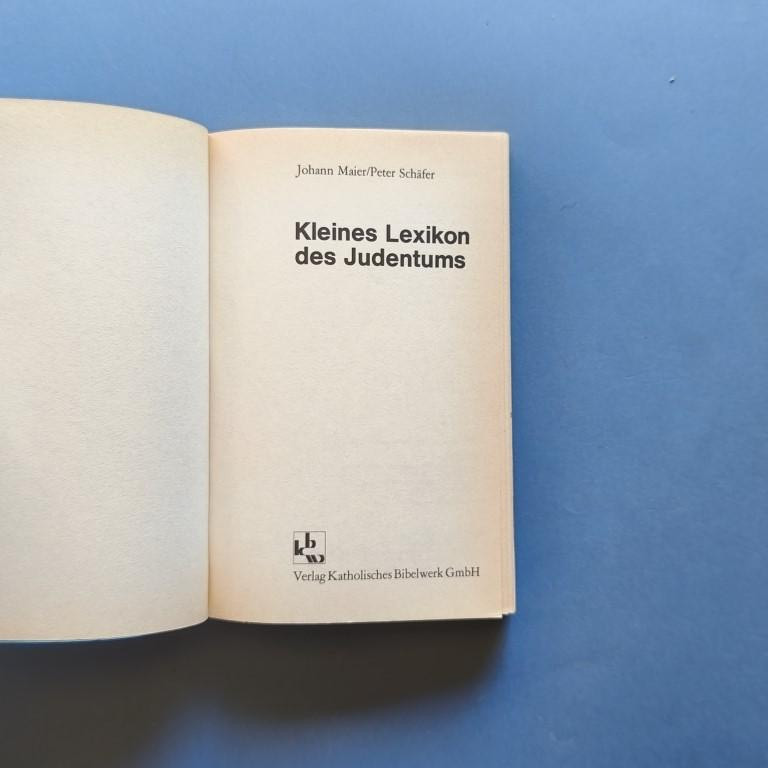 Johann Maier/Peter Schäfer
Kleines Lexikon
des Judentums
kbw
Verlag Katholisches Bibelwerk GmbH